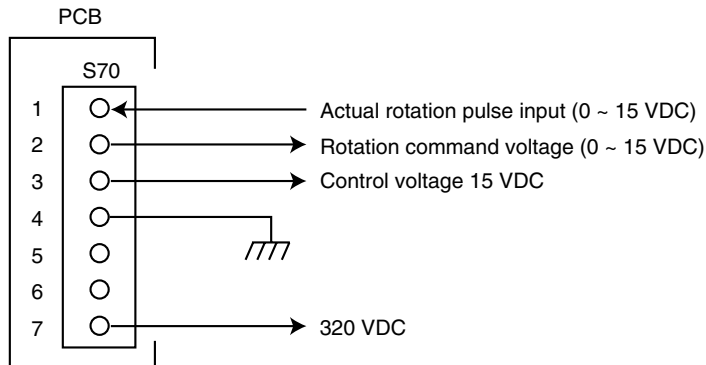 PCB
S70
1 Actual rotation pulse input (0 ~ 15 VDC)
2 Rotation command voltage (0 ~ 15 VDC)
3 Control voltage 15 VDC
4
5
6
7 320 VDC